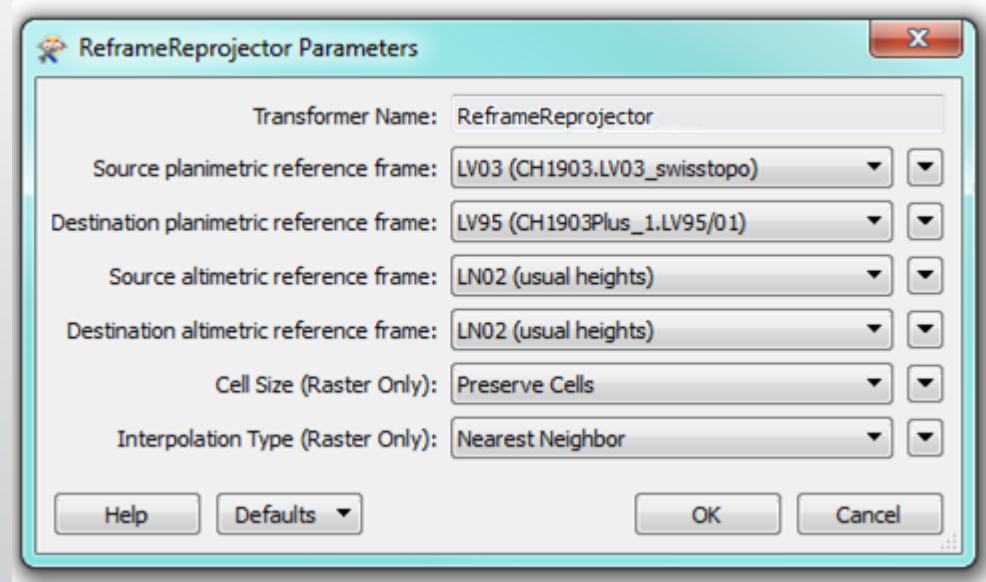 ReframeReprojector Parameters
Transformer Name: ReframeReprojector
Source planimetric reference frame: LV03 (CH1903.LV03_swisstopo)
Destination planimetric reference frame: LV95 (CH1903Plus_1.LV95/01)
Source altimetric reference frame: LN02 (usual heights)
Destination altimetric reference frame: LN02 (usual heights)
Cell Size (Raster Only): Preserve Cells
Interpolation Type (Raster Only): Nearest Neighbor
Help Defaults OK Cancel